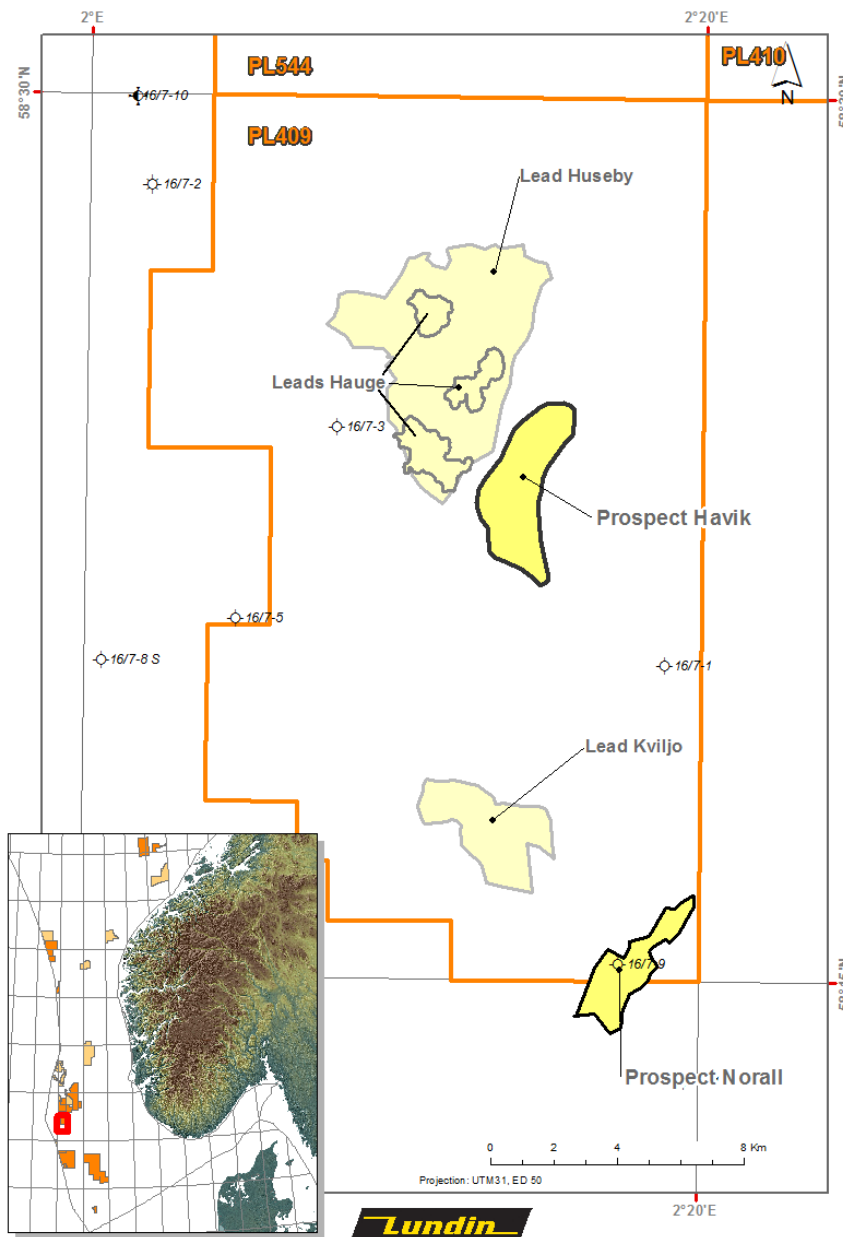 2°E
2°20'E
PL544
PL410
58°30'N
16/7-10
N
PL409
16/7-2
Lead Huseby
Leads Hauge
16/7-3
Prospect Havik
16/7-5
16/7-8 S
16/7-1
Lead Kviljo
16/7-9
Prospect Norall
0 4 8 Km
Projection: UTM31, ED 50
2°20'E
Lundin